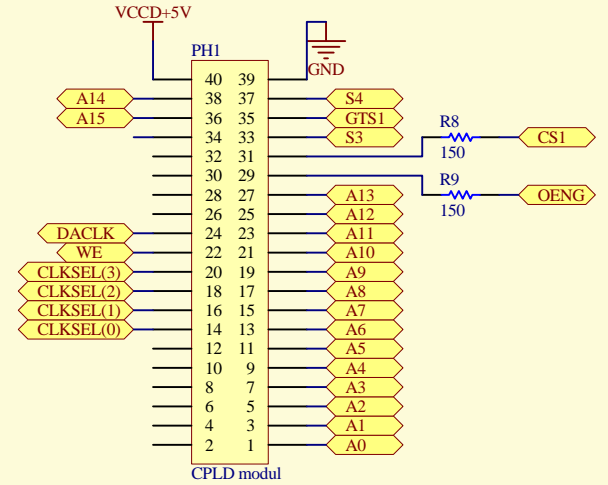 VCCD+5V
PH1
GND
40 39
A14 38 37 S4
A15 36 35 GTS1
34 33 S3
R8
32 31 CS1
150
R9
30 29 OENG
150
28 27 A13
26 25 A12
DACLK 24 23 A11
WE 22 21 A10
CLKSEL(3) 20 19 A9
CLKSEL(2) 18 17 A8
CLKSEL(1) 16 15 A7
CLKSEL(0) 14 13 A6
12 11 A5
10 9 A4
8 7 A3
6 5 A2
4 3 A1
2 1 A0
CPLD modul